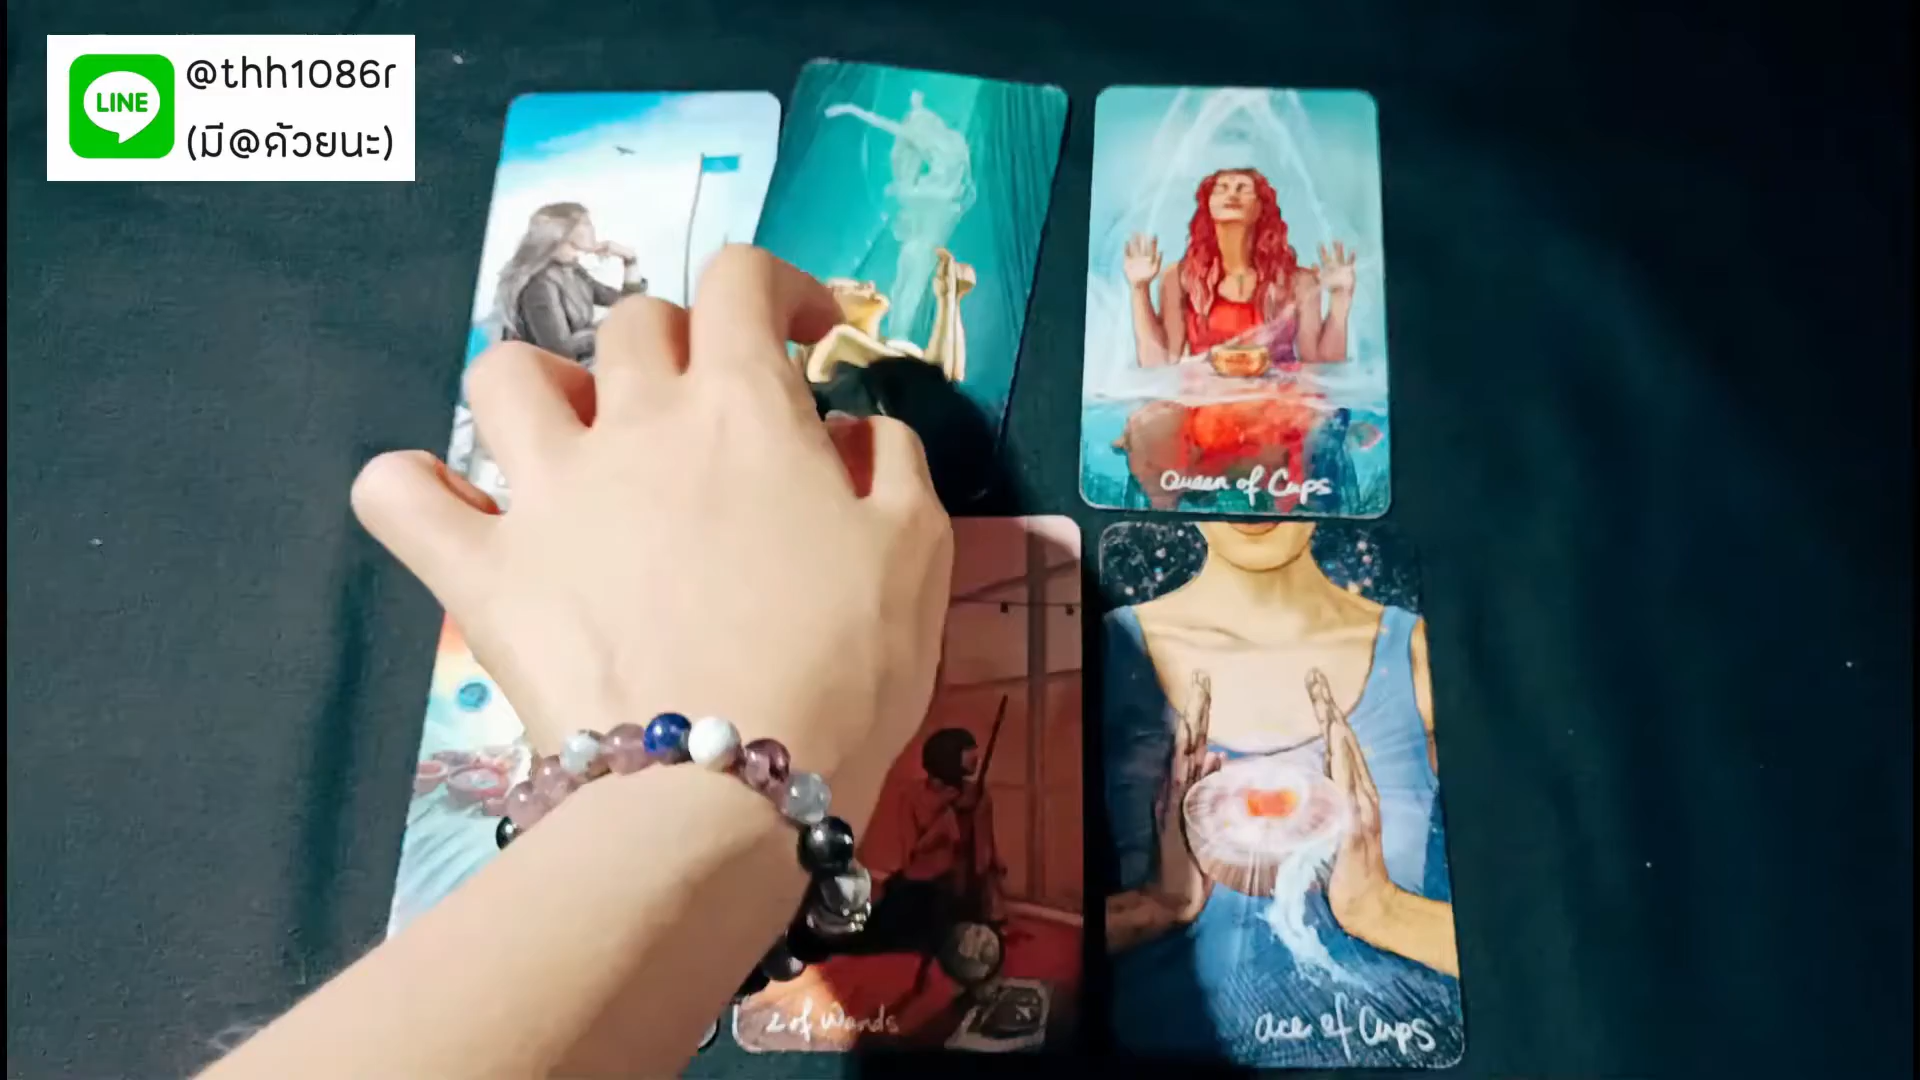 LINE
@thh1086r
(มี@ด้วยนะ)
Queen of Cups
2 of Wands
ace of Cups